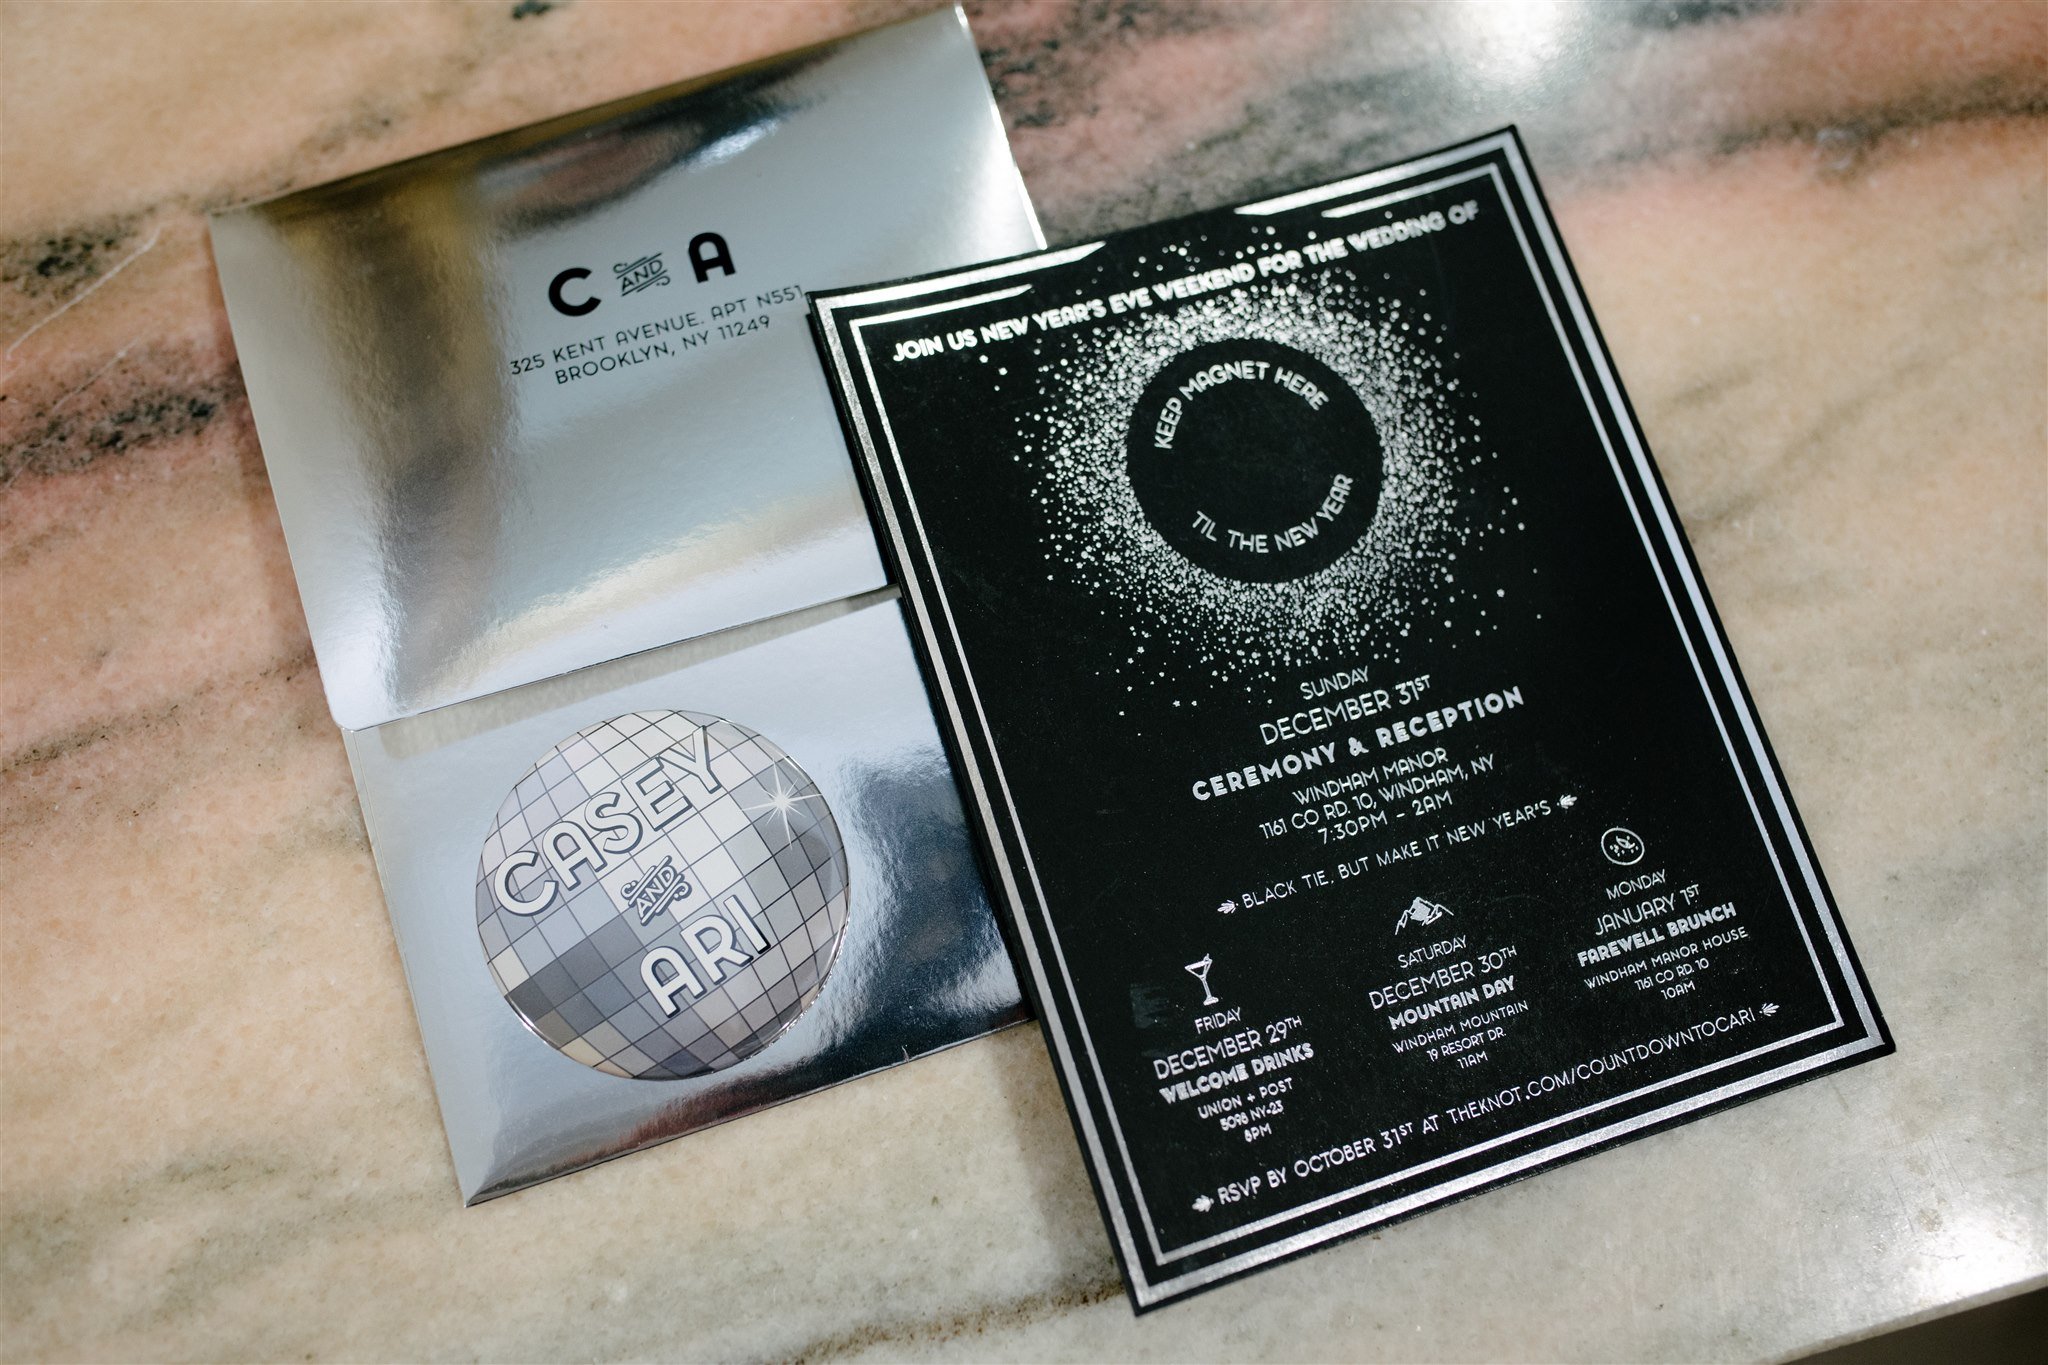 C AND A
325 KENT AVENUE, APT N551
BROOKLYN, NY 11249
CASEY
AND
ARI
JOIN US NEW YEAR'S EVE WEEKEND FOR THE WEDDING OF
KEEP MAGNET HERE
TIL THE NEW YEAR
SUNDAY
DECEMBER 31ST
CEREMONY & RECEPTION
WINDHAM MANOR
1161 CO RD. 10, WINDHAM, NY
7:30PM - 2AM
BLACK TIE, BUT MAKE IT NEW YEAR'S
FRIDAY
DECEMBER 29TH
WELCOME DRINKS
UNION + POST
5098 NY-23
8PM
SATURDAY
DECEMBER 30TH
MOUNTAIN DAY
WINDHAM MOUNTAIN
19 RESORT DR.
11AM
MONDAY
JANUARY 1ST
FAREWELL BRUNCH
WINDHAM MANOR HOUSE
1161 CO RD. 10
10AM
RSVP BY OCTOBER 31ST AT THEKNOT.COM/COUNTDOWNTOCARI